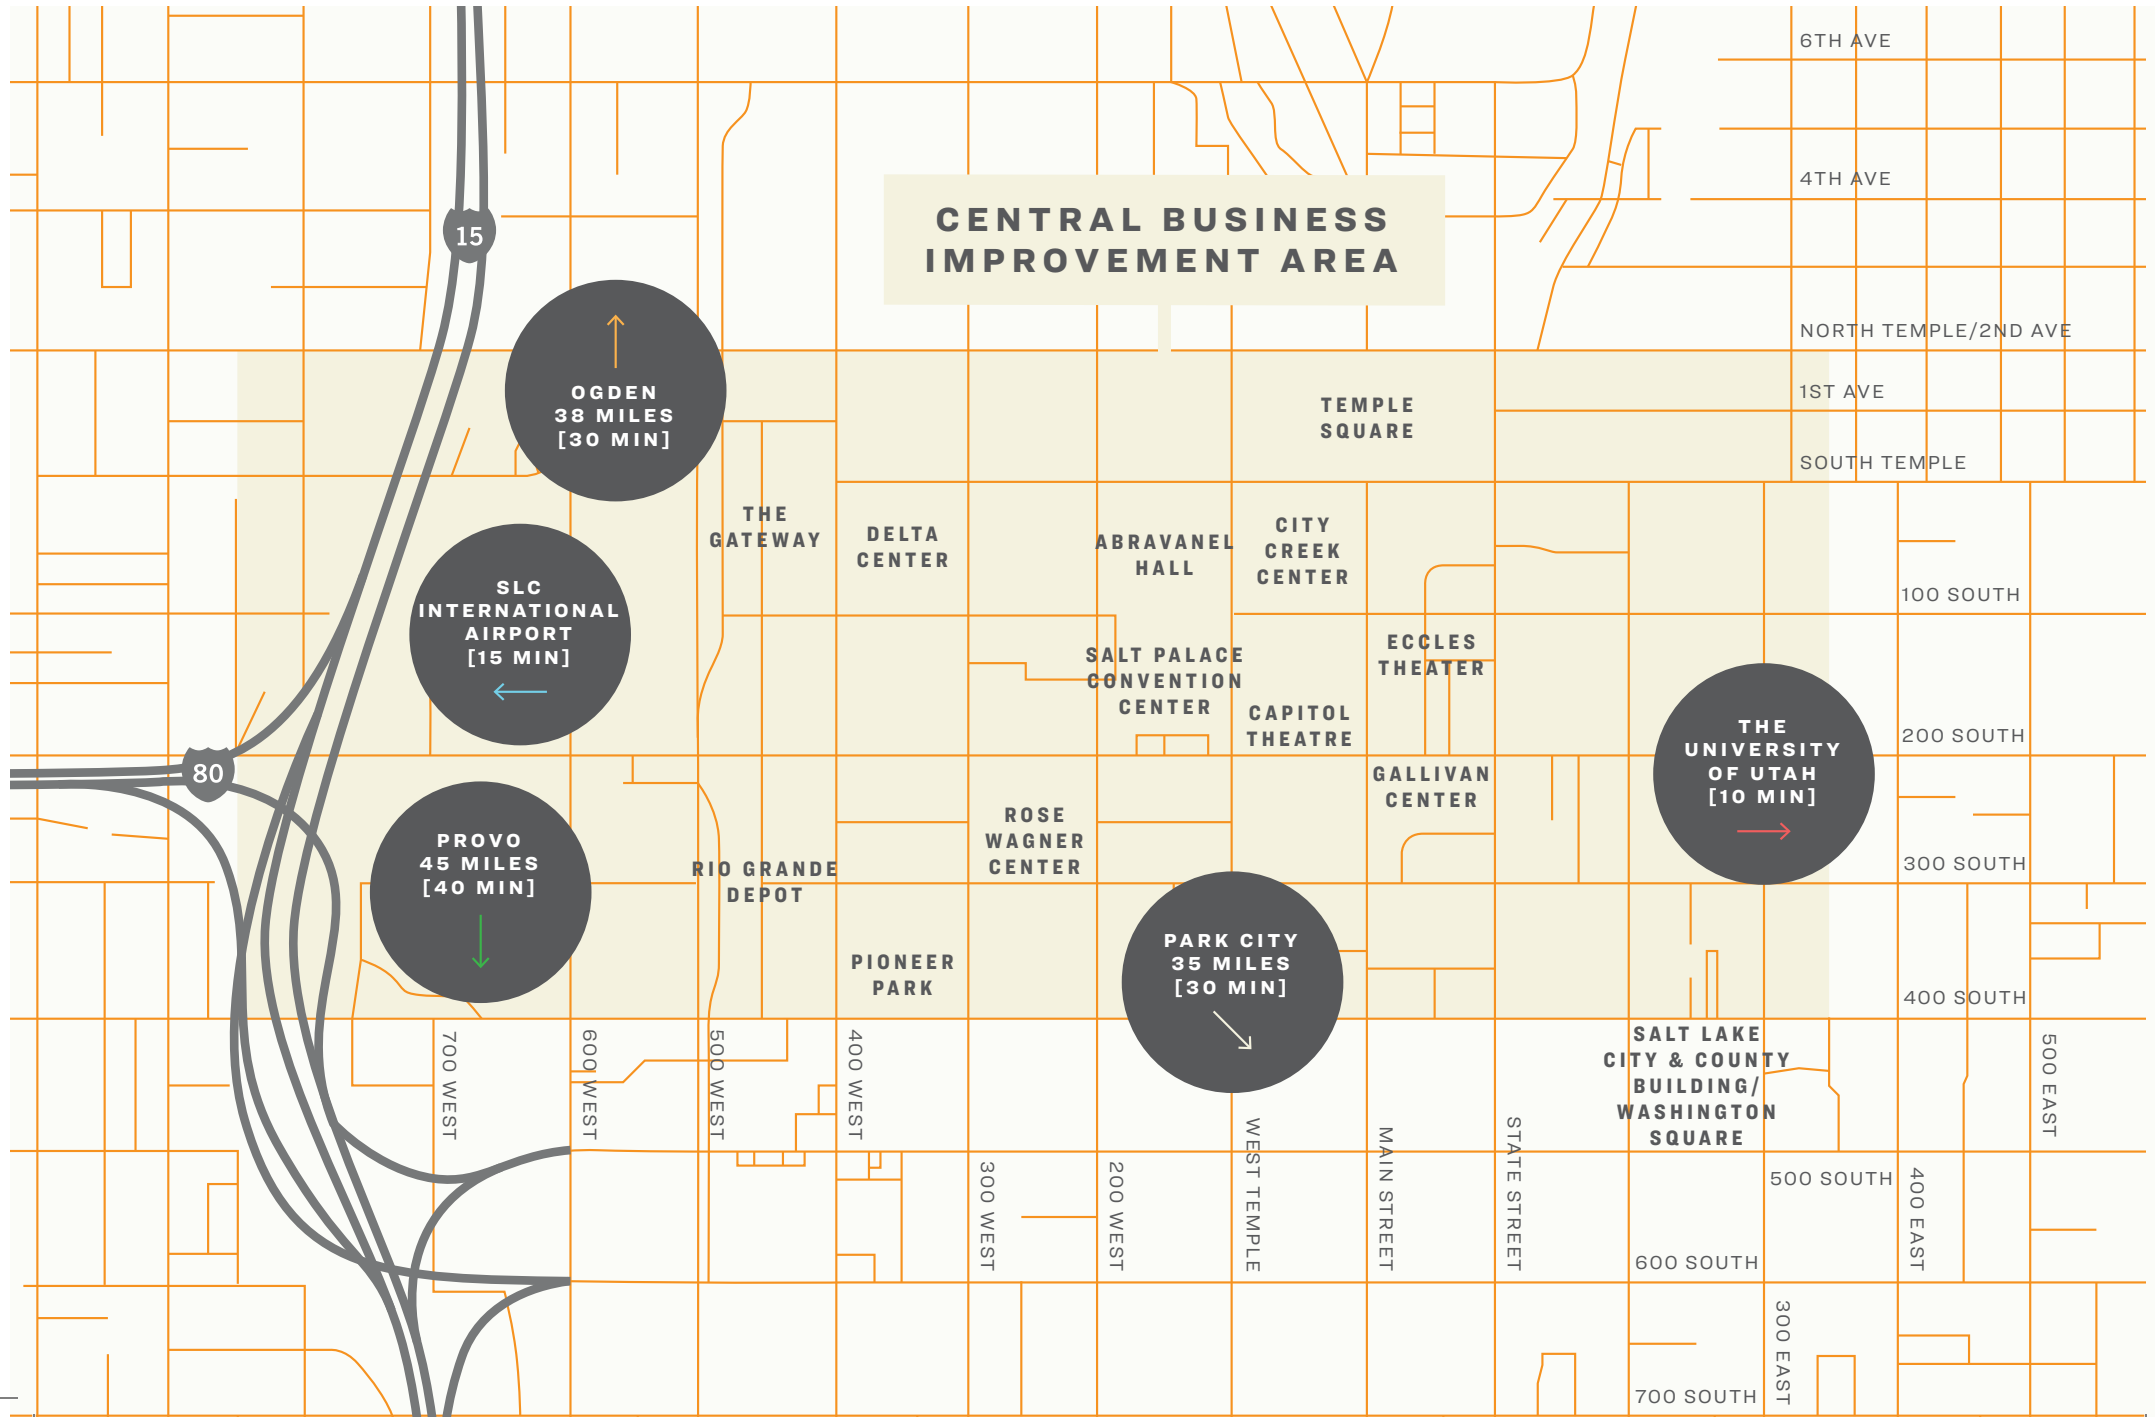 6TH AVE
4TH AVE
15
CENTRAL BUSINESS
IMPROVEMENT AREA
NORTH TEMPLE/2ND AVE
OGDEN
38 MILES
[30 MIN]
TEMPLE
SQUARE
1ST AVE
SOUTH TEMPLE
THE
GATEWAY
DELTA
CENTER
ABRAVANEL
HALL
CITY
CREEK
CENTER
SLC
INTERNATIONAL
AIRPORT
[15 MIN]
100 SOUTH
SALT PALACE
CONVENTION
CENTER
ECCLES
THEATER
CAPITOL
THEATRE
THE
UNIVERSITY
OF UTAH
[10 MIN]
200 SOUTH
80
GALLIVAN
CENTER
PROVO
45 MILES
[40 MIN]
RIO GRANDE
DEPOT
ROSE
WAGNER
CENTER
300 SOUTH
PIONEER
PARK
PARK CITY
35 MILES
[30 MIN]
400 SOUTH
SALT LAKE
CITY & COUNTY
BUILDING/
WASHINGTON
SQUARE
700 WEST
600 WEST
500 WEST
400 WEST
300 WEST
200 WEST
WEST TEMPLE
MAIN STREET
STATE STREET
500 EAST
500 SOUTH
400 EAST
600 SOUTH
300 EAST
700 SOUTH